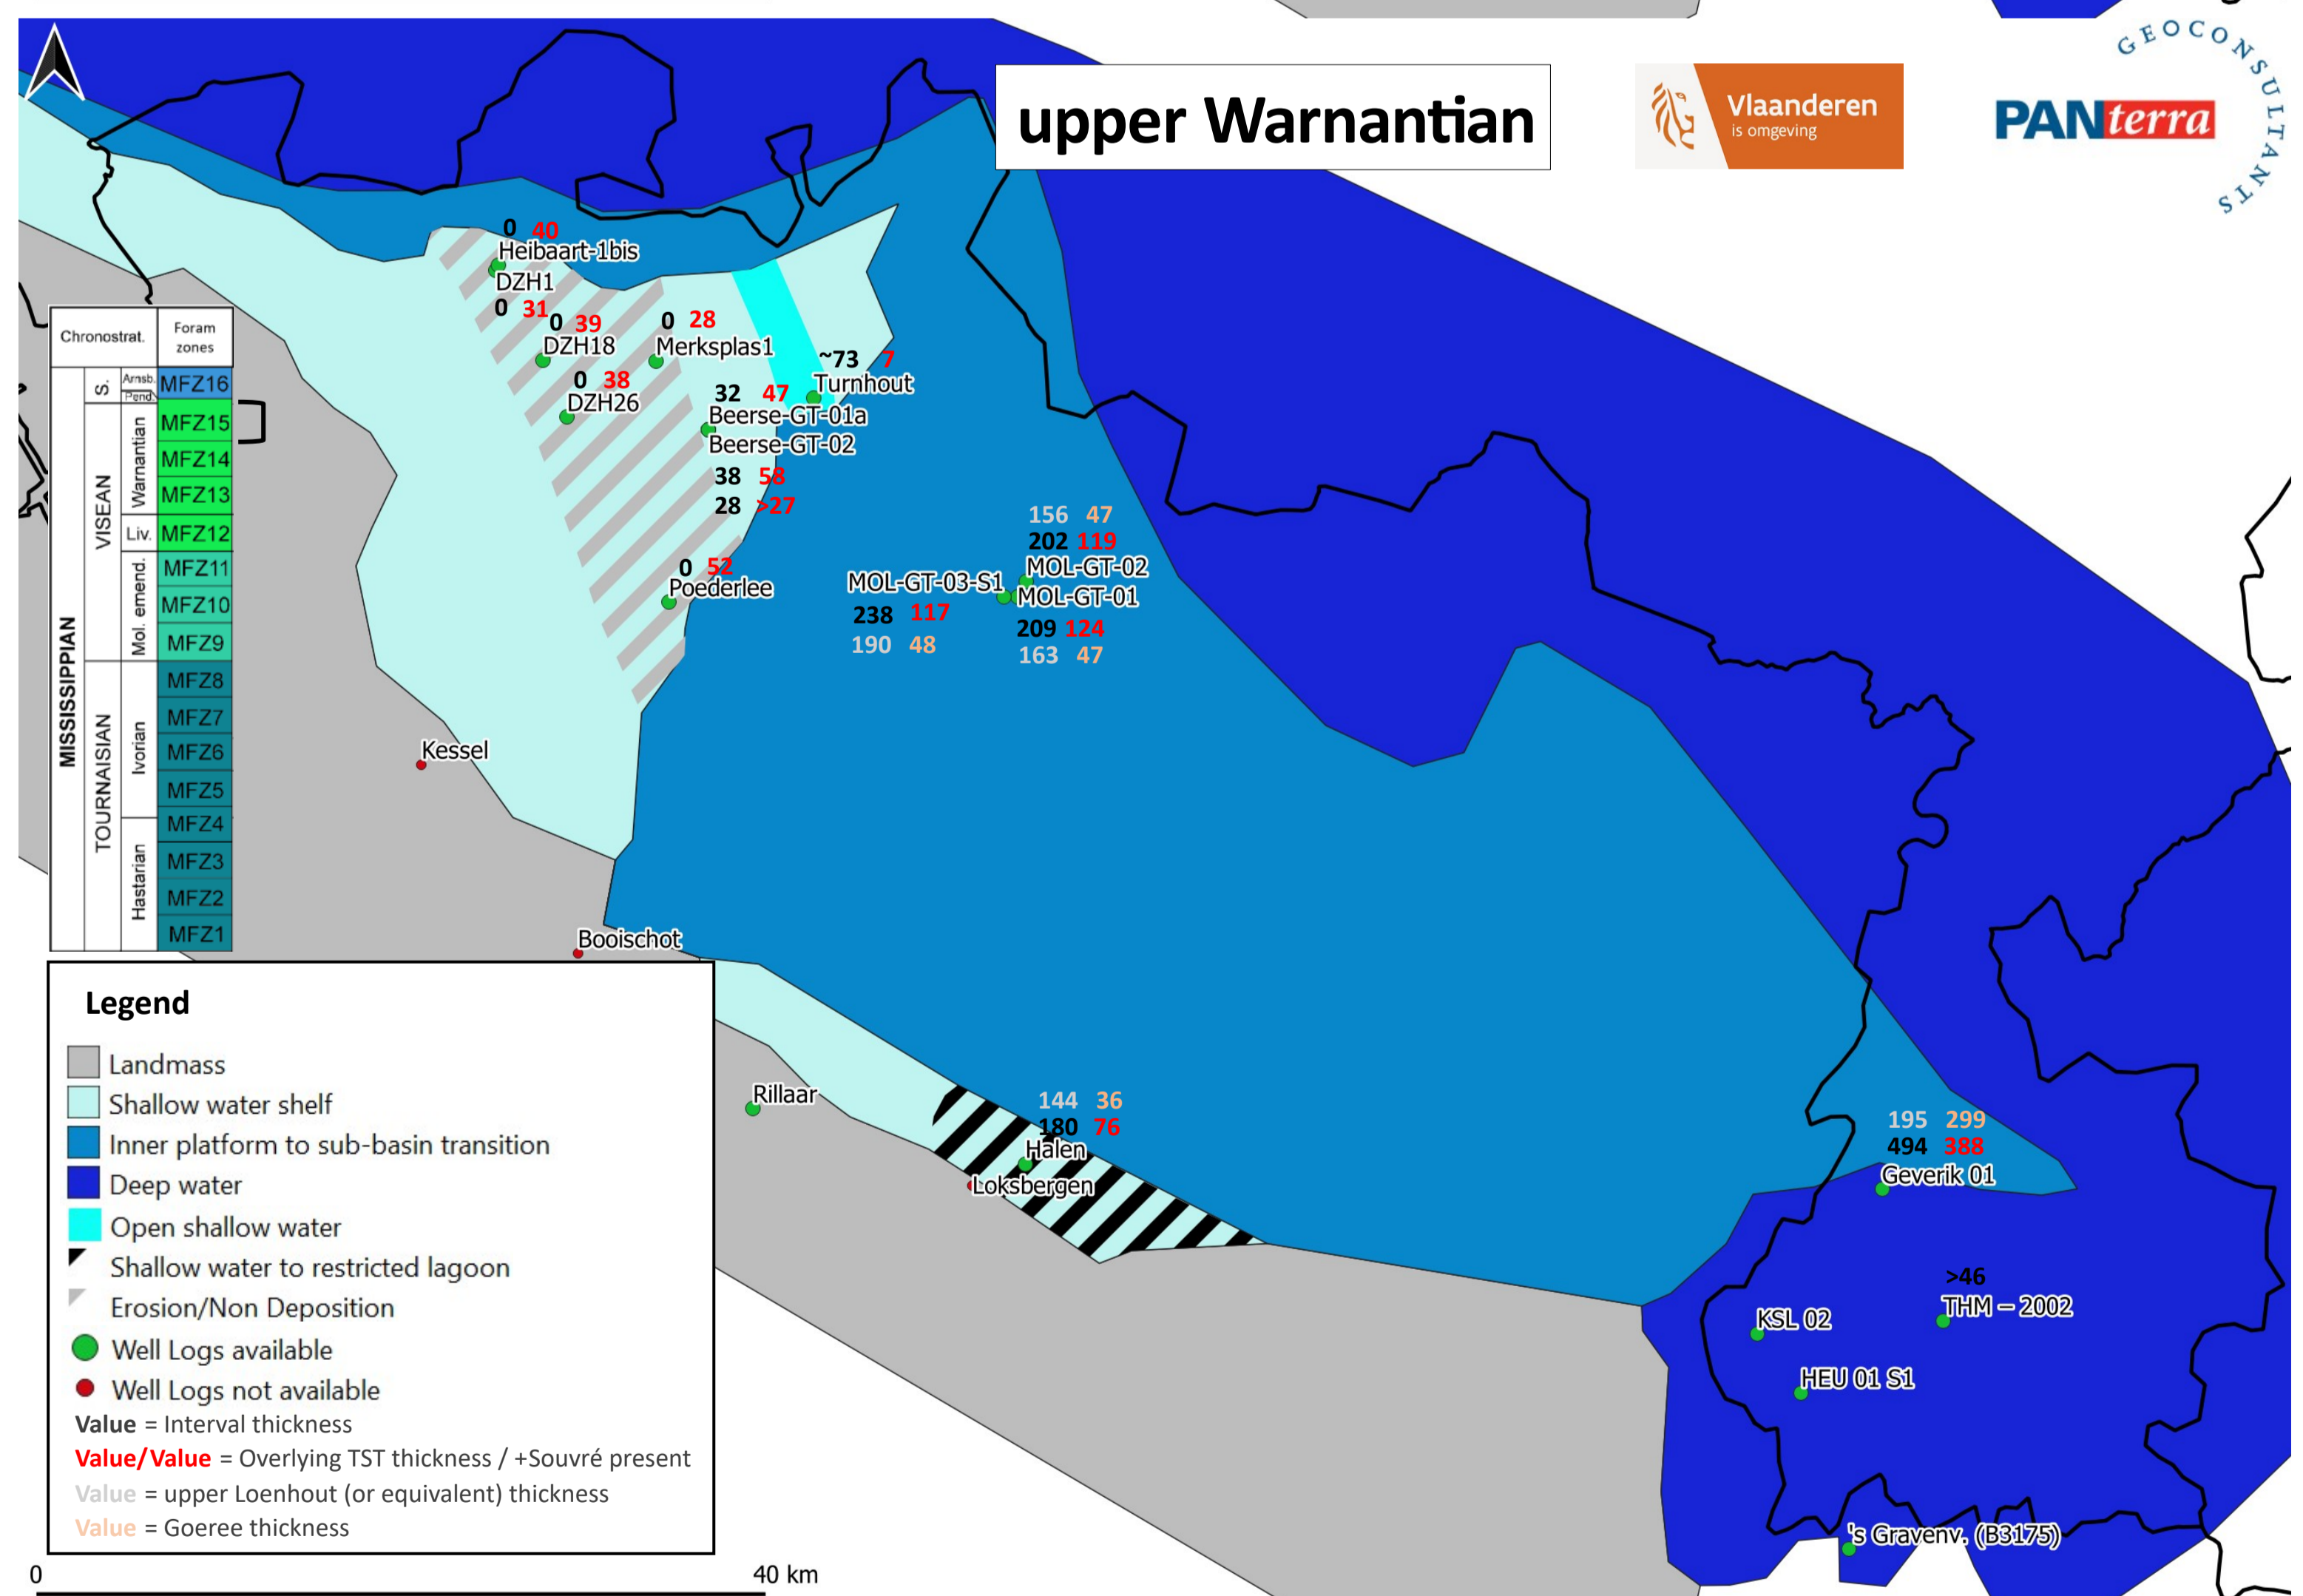 upper Warnantian
Vlaanderen
is omgeving
GEOCONSULTANTS
PANterra
0 40
Heibaart-1bis
DZH1
0 31
0 39
DZH18
0 28
Merksplas1
0 38
DZH26
~73 7
Turnhout
32 47
Beerse-GT-01a
Beerse-GT-02
38 58
28 >27
0 52
Poederlee
156 47
202 119
MOL-GT-02
MOL-GT-03-S1
MOL-GT-01
238 117
190 48
209 124
163 47
Kessel
Booischot
Rillaar
144 36
180 76
Halen
Loksbergen
195 299
494 388
Geverik 01
>46
THM – 2002
KSL 02
HEU 01 S1
's Gravenv. (B3175)
Chronostrat.
Foram
zones
MISSISSIPPIAN
S.
VISEAN
TOURNAISIAN
Arnsb.
Pend.
Warnantian
Liv.
Mol. emend.
Ivorian
Hastarian
MFZ16
MFZ15
MFZ14
MFZ13
MFZ12
MFZ11
MFZ10
MFZ9
MFZ8
MFZ7
MFZ6
MFZ5
MFZ4
MFZ3
MFZ2
MFZ1
Legend
Landmass
Shallow water shelf
Inner platform to sub-basin transition
Deep water
Open shallow water
Shallow water to restricted lagoon
Erosion/Non Deposition
Well Logs available
Well Logs not available
Value = Interval thickness
Value/Value = Overlying TST thickness / +Souvré present
Value = upper Loenhout (or equivalent) thickness
Value = Goeree thickness
0 40 km